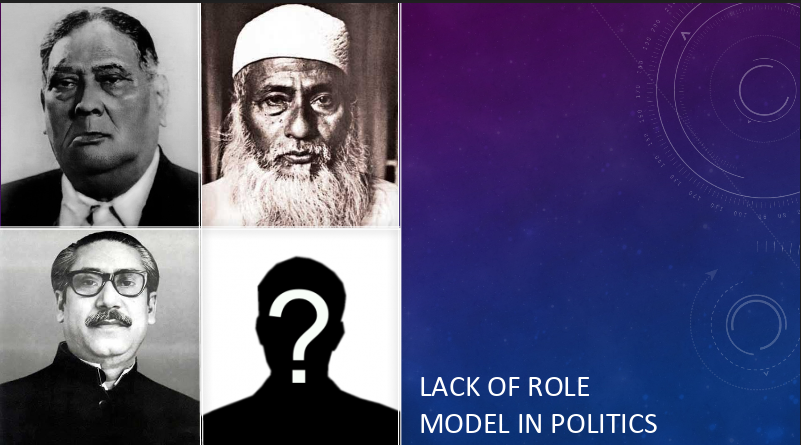 ?
LACK OF ROLE
MODEL IN POLITICS